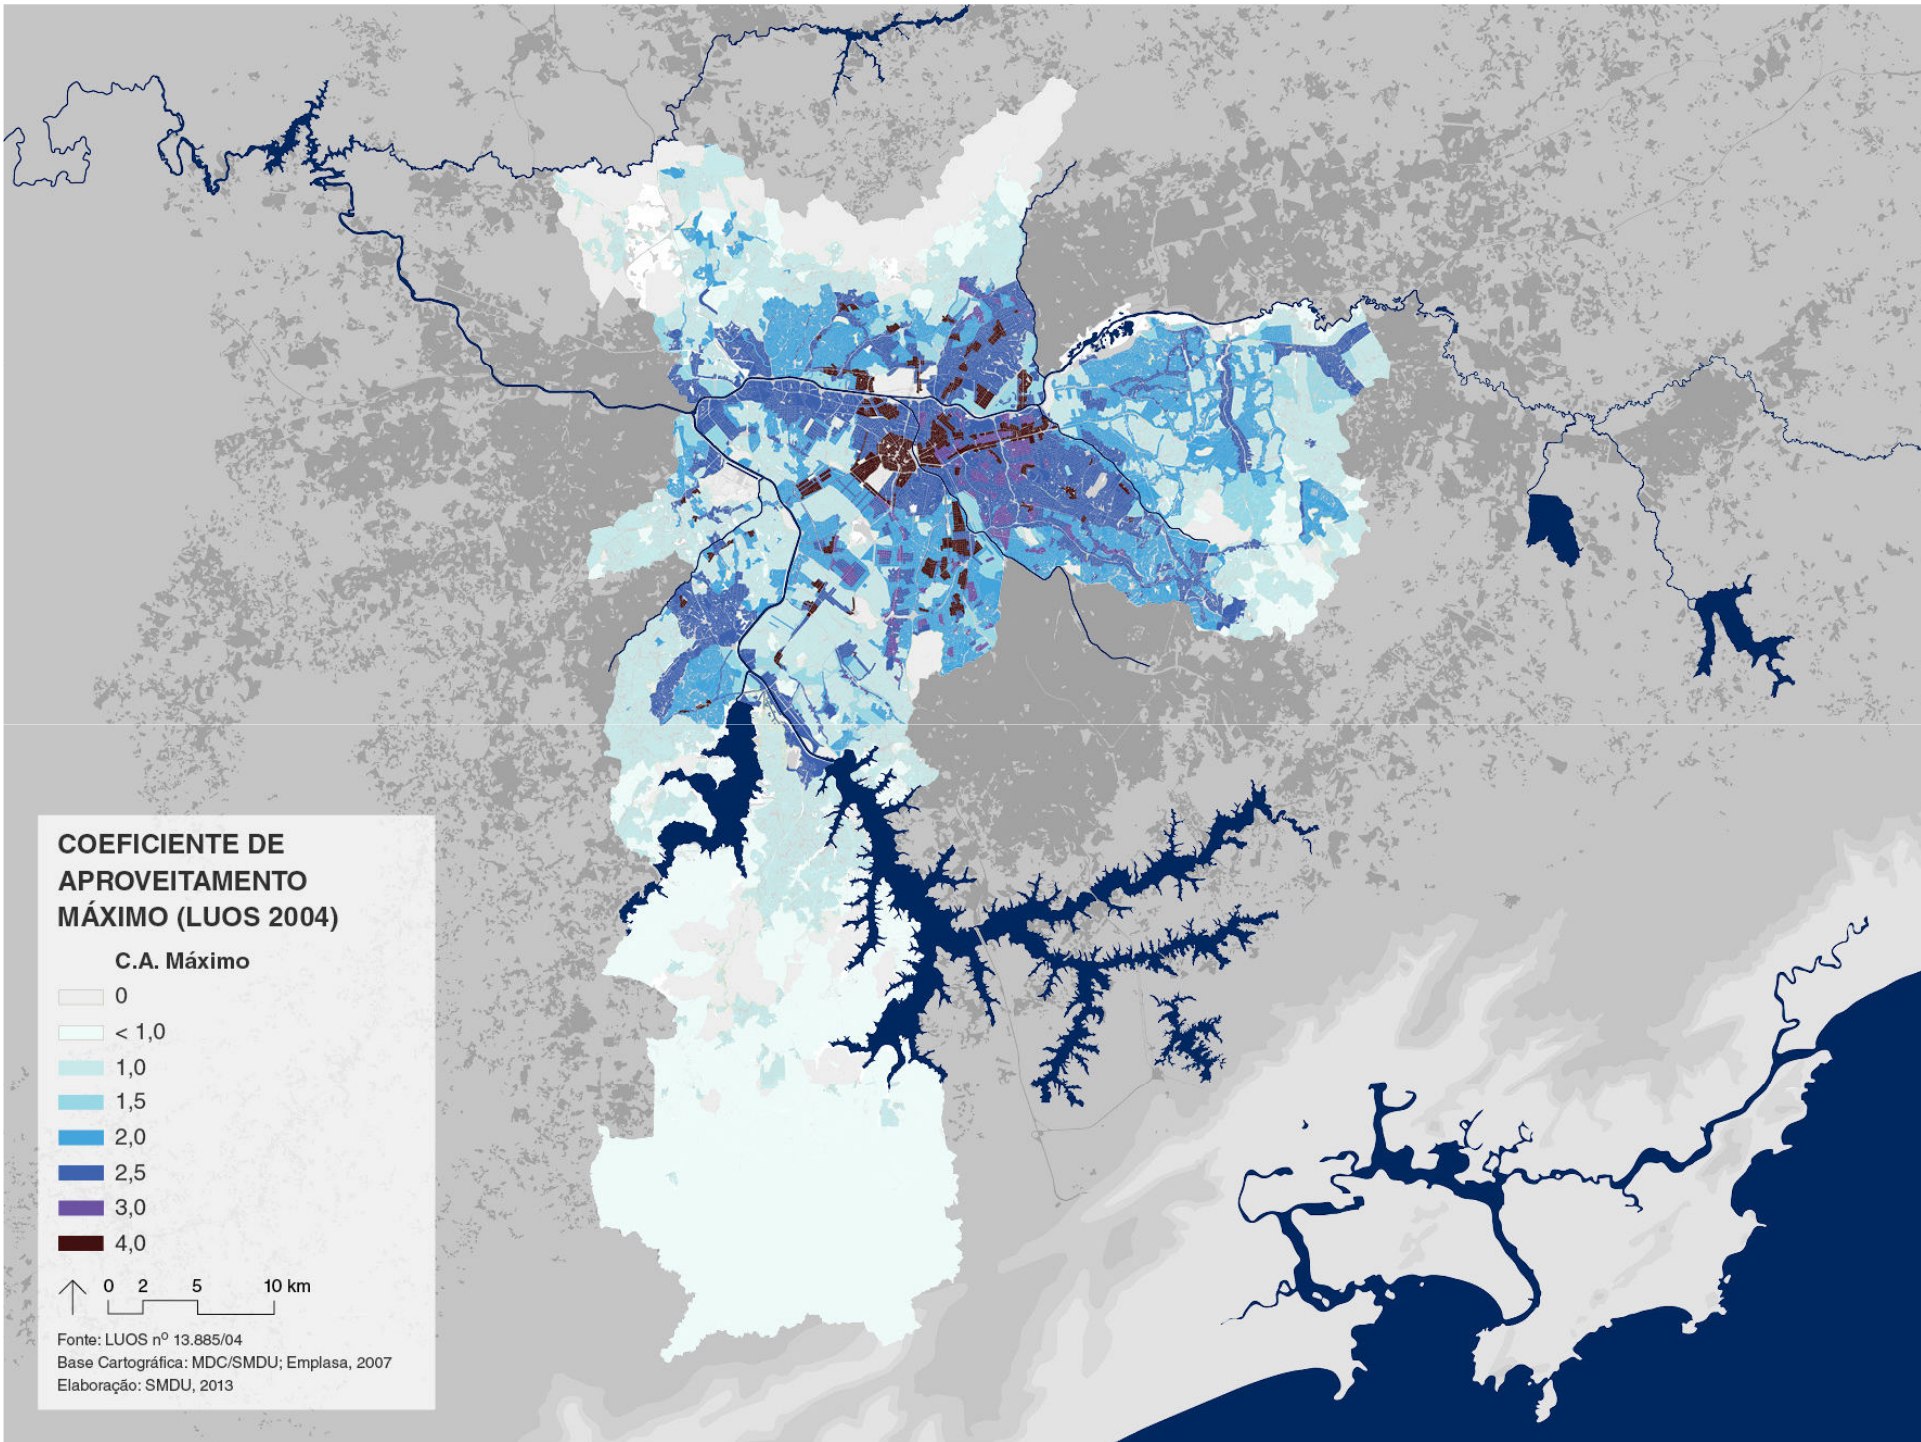 COEFICIENTE DE
APROVEITAMENTO
MÁXIMO (LUOS 2004)
C.A. Máximo
0
< 1,0
1,0
1,5
2,0
2,5
3,0
4,0
0 2 5 10 km
Fonte: LUOS nº 13.885/04
Base Cartográfica: MDC/SMDU; Emplasa, 2007
Elaboração: SMDU, 2013